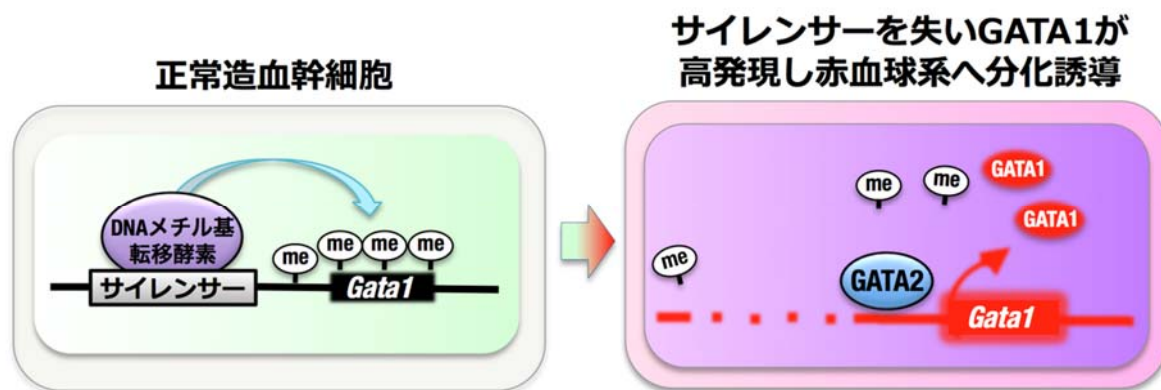 正常造血幹細胞
DNAメチル基
転移酵素
サイレンサー
me
me
me
me
Gata1
サイレンサーを失いGATA1が
高発現し赤血球系へ分化誘導
me
me
me
GATA1
GATA1
GATA2
Gata1